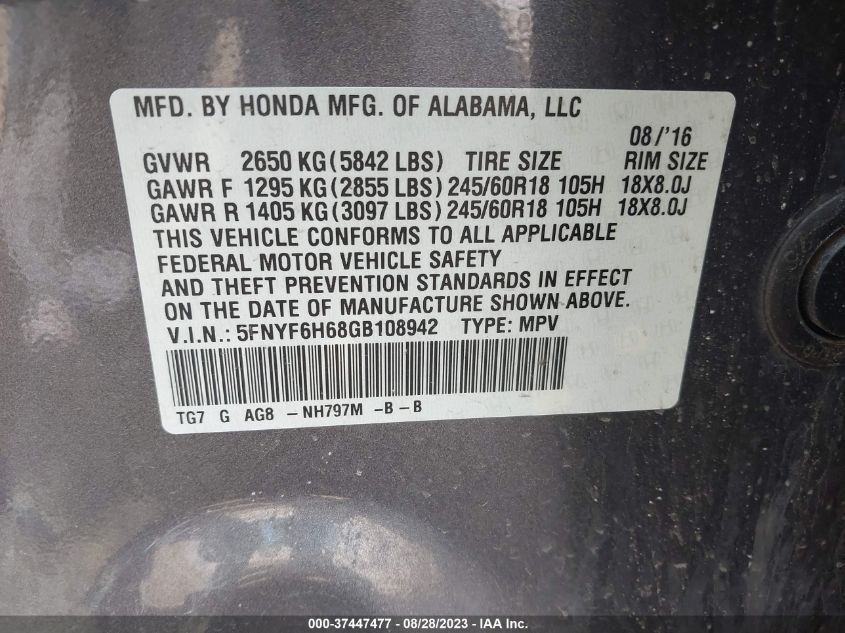 MFD. BY HONDA MFG. OF ALABAMA, LLC
08/'16
GVWR 2650 KG(5842 LBS) TIRE SIZE RIM SIZE
GAWR F 1295 KG(2855 LBS) 245/60R18 105H 18X8.0J
GAWR R 1405 KG(3097 LBS) 245/60R18 105H 18X8.0J
THIS VEHICLE CONFORMS TO ALL APPLICABLE
FEDERAL MOTOR VEHICLE SAFETY
AND THEFT PREVENTION STANDARDS IN EFFECT
ON THE DATE OF MANUFACTURE SHOWN ABOVE.
V.I.N.: 5FNYF6H68GB108942 TYPE: MPV
TG7 G AG8 -NH797M -B-B
000-37447477 - 08/28/2023 - IAA Inc.